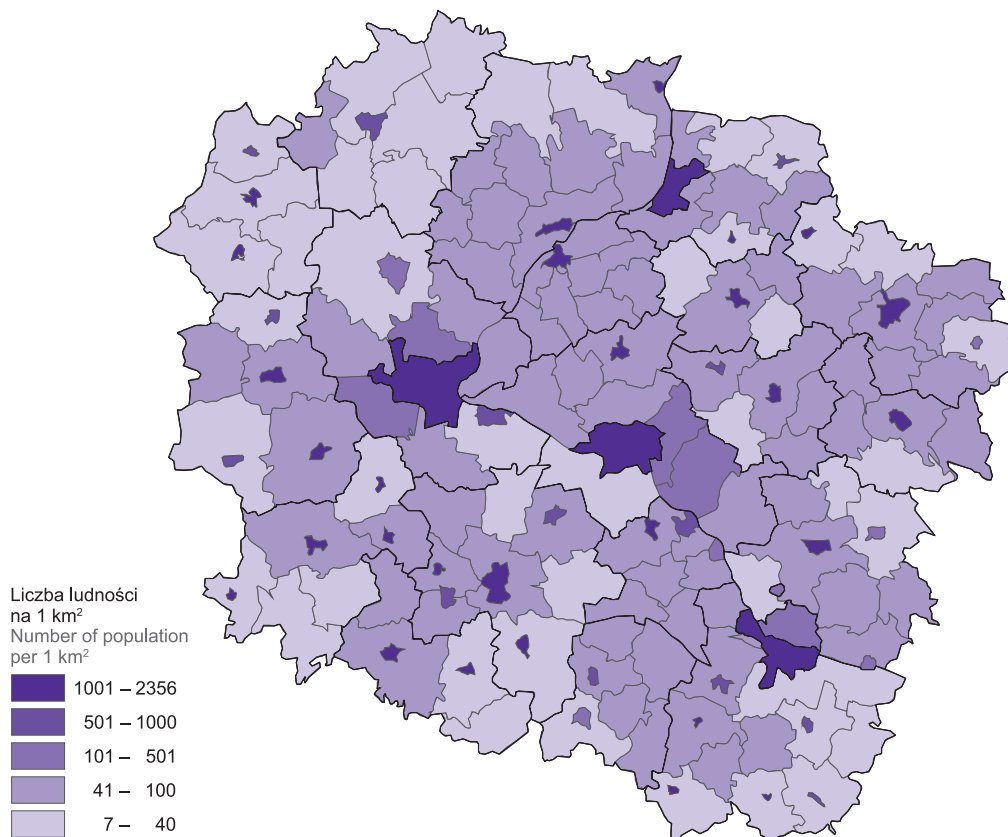 Liczba ludności
na 1 km²
Number of population
per 1 km²
1001 – 2356
501 – 1000
101 – 501
41 – 100
7 – 40